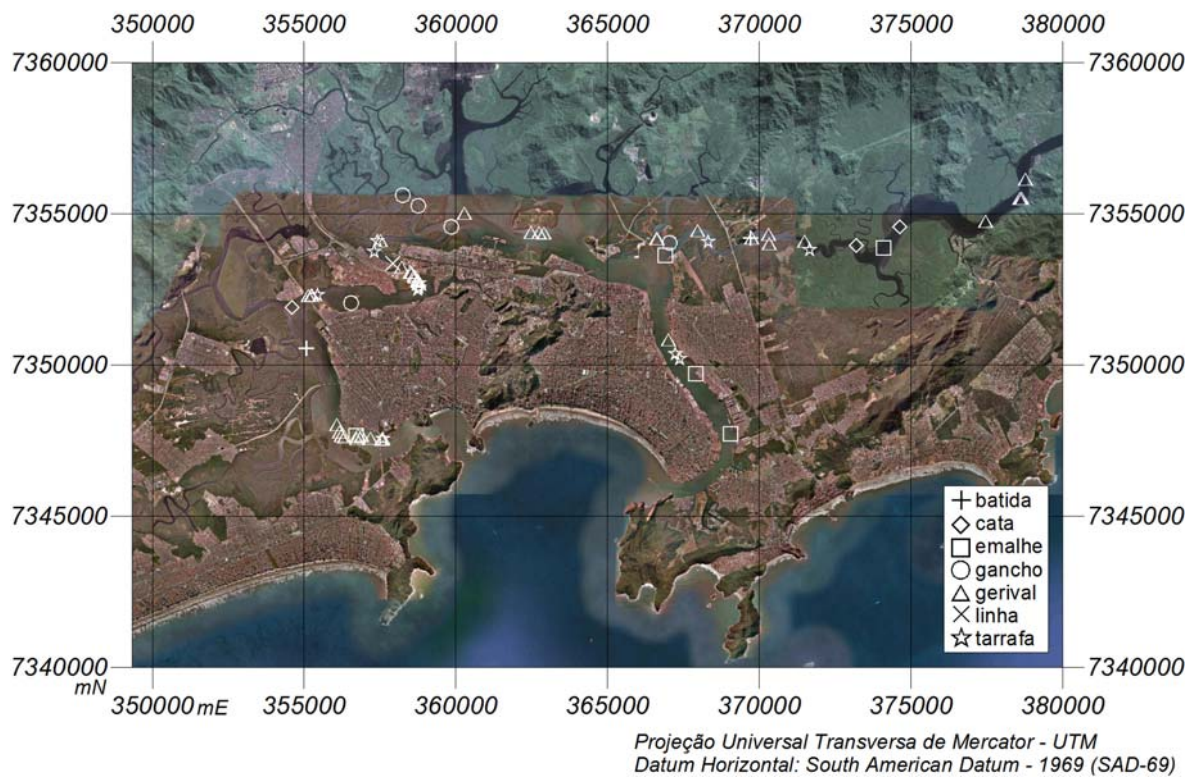 350000 355000 360000 365000 370000 375000 380000
7360000 7360000
7355000 7355000
7350000 7350000
7345000 7345000
batida
cata
emalhe
gancho
gerival
linha
tarrafa
7340000 7340000
mN
350000 mE 355000 360000 365000 370000 375000 380000
Projeção Universal Transversa de Mercator - UTM
Datum Horizontal: South American Datum - 1969 (SAD-69)